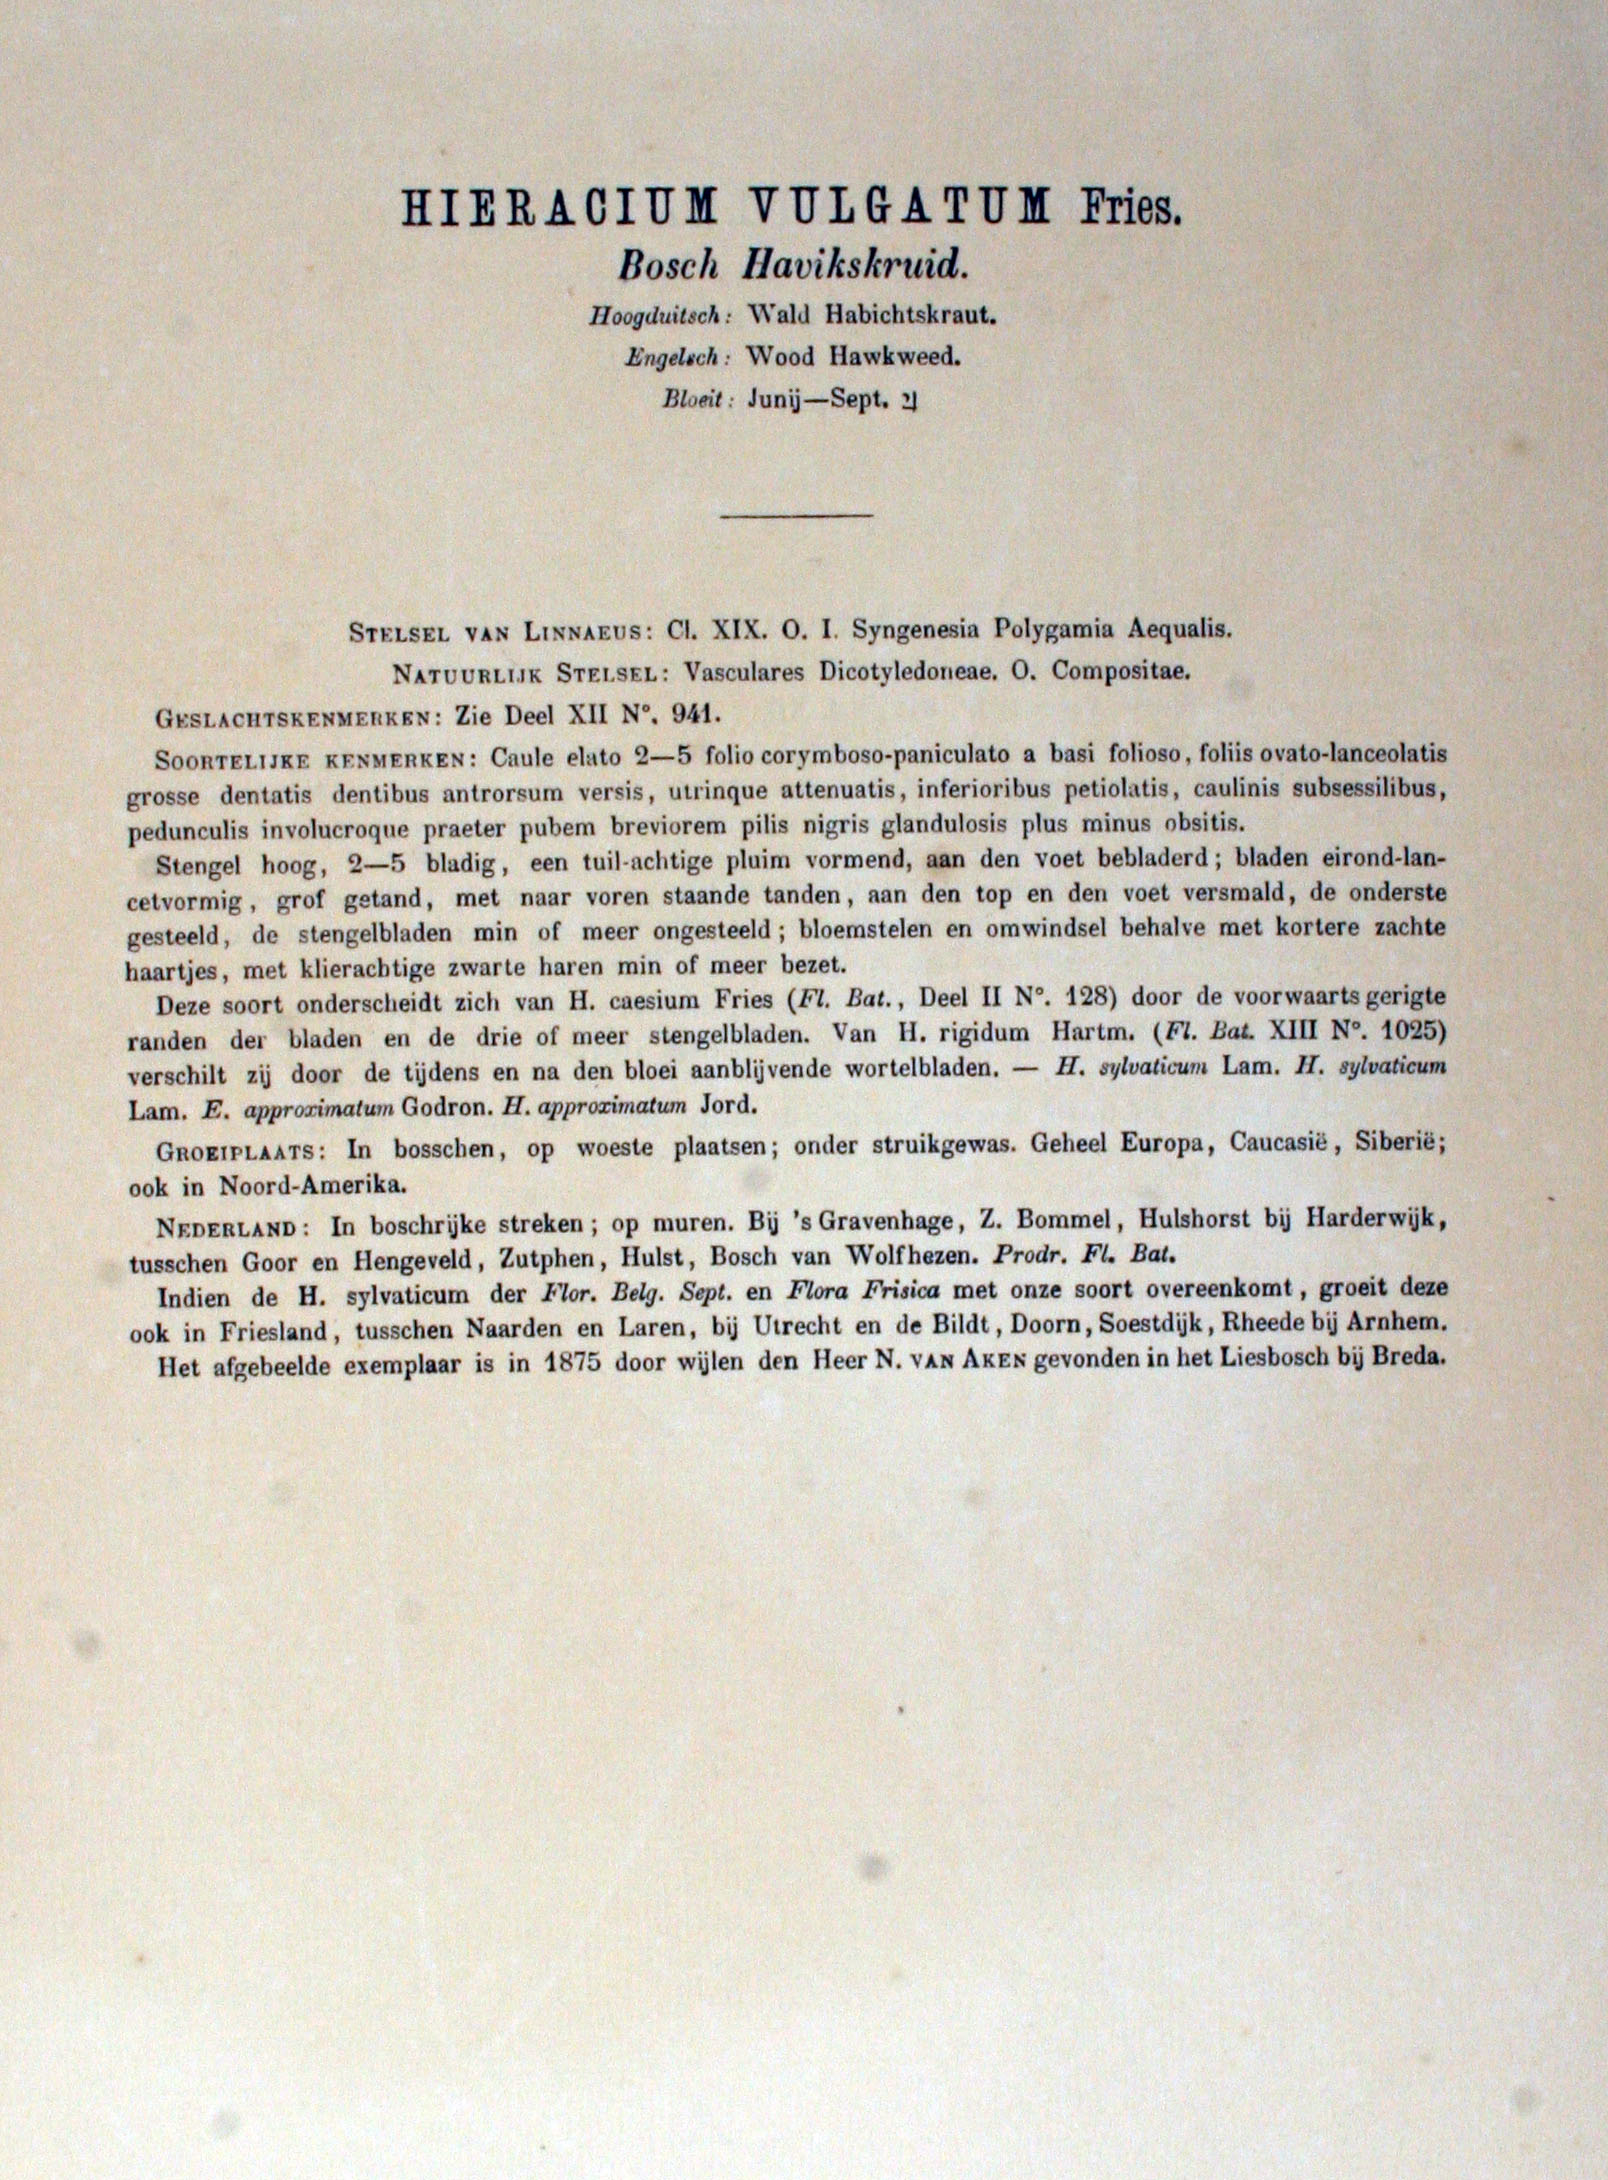 HIERACIUM VULGATUM Fries.
Bosch Havikskruid.
Hoogduitsch: Wald Habichtskraut.
Engelsch: Wood Hawkweed.
Bloeit: Junij—Sept. ♃
STELSEL VAN LINNAEUS: Cl. XIX. O. I. Syngenesia Polygamia Aequalis.
NATUURLIJK STELSEL: Vasculares Dicotyledoneae. O. Compositae.
GESLACHTSKENMERKEN: Zie Deel XII N°. 941.
SOORTELIJKE KENMERKEN: Caule elato 2—5 folio corymboso-paniculato a basi folioso, foliis ovato-lanceolatis
grosse dentatis dentibus antrorsum versis, utrinque attenuatis, inferioribus petiolatis, caulinis subsessilibus,
pedunculis involucroque praeter pubem breviorem pilis nigris glandulosis plus minus obsitis.
Stengel hoog, 2—5 bladig, een tuil-achtige pluim vormend, aan den voet bebladerd; bladen eirond-lan-
cetvormig, grof getand, met naar voren staande tanden, aan den top en den voet versmald, de onderste
gesteeld, de stengelbladen min of meer ongesteeld; bloemstelen en omwindsel behalve met kortere zachte
haartjes, met klierachtige zwarte haren min of meer bezet.
Deze soort onderscheidt zich van H. caesium Fries (Fl. Bat., Deel II N°. 128) door de voorwaarts gerigte
randen der bladen en de drie of meer stengelbladen. Van H. rigidum Hartm. (Fl. Bat. XIII N°. 1025)
verschilt zij door de tijdens en na den bloei aanblijvende wortelbladen. — H. sylvaticum Lam. H. sylvaticum
Lam. E. approximatum Godron. H. approximatum Jord.
GROEIPLAATS: In bosschen, op woeste plaatsen; onder struikgewas. Geheel Europa, Caucasië, Siberië;
ook in Noord-Amerika.
NEDERLAND: In boschrijke streken; op muren. Bij 's Gravenhage, Z. Bommel, Hulshorst bij Harderwijk,
tusschen Goor en Hengeveld, Zutphen, Hulst, Bosch van Wolfhezen. Prodr. Fl. Bat.
Indien de H. sylvaticum der Flor. Belg. Sept. en Flora Frisica met onze soort overeenkomt, groeit deze
ook in Friesland, tusschen Naarden en Laren, bij Utrecht en de Bildt, Doorn, Soestdijk, Rheede bij Arnhem.
Het afgebeelde exemplaar is in 1875 door wijlen den Heer N. VAN AKEN gevonden in het Liesbosch bij Breda.